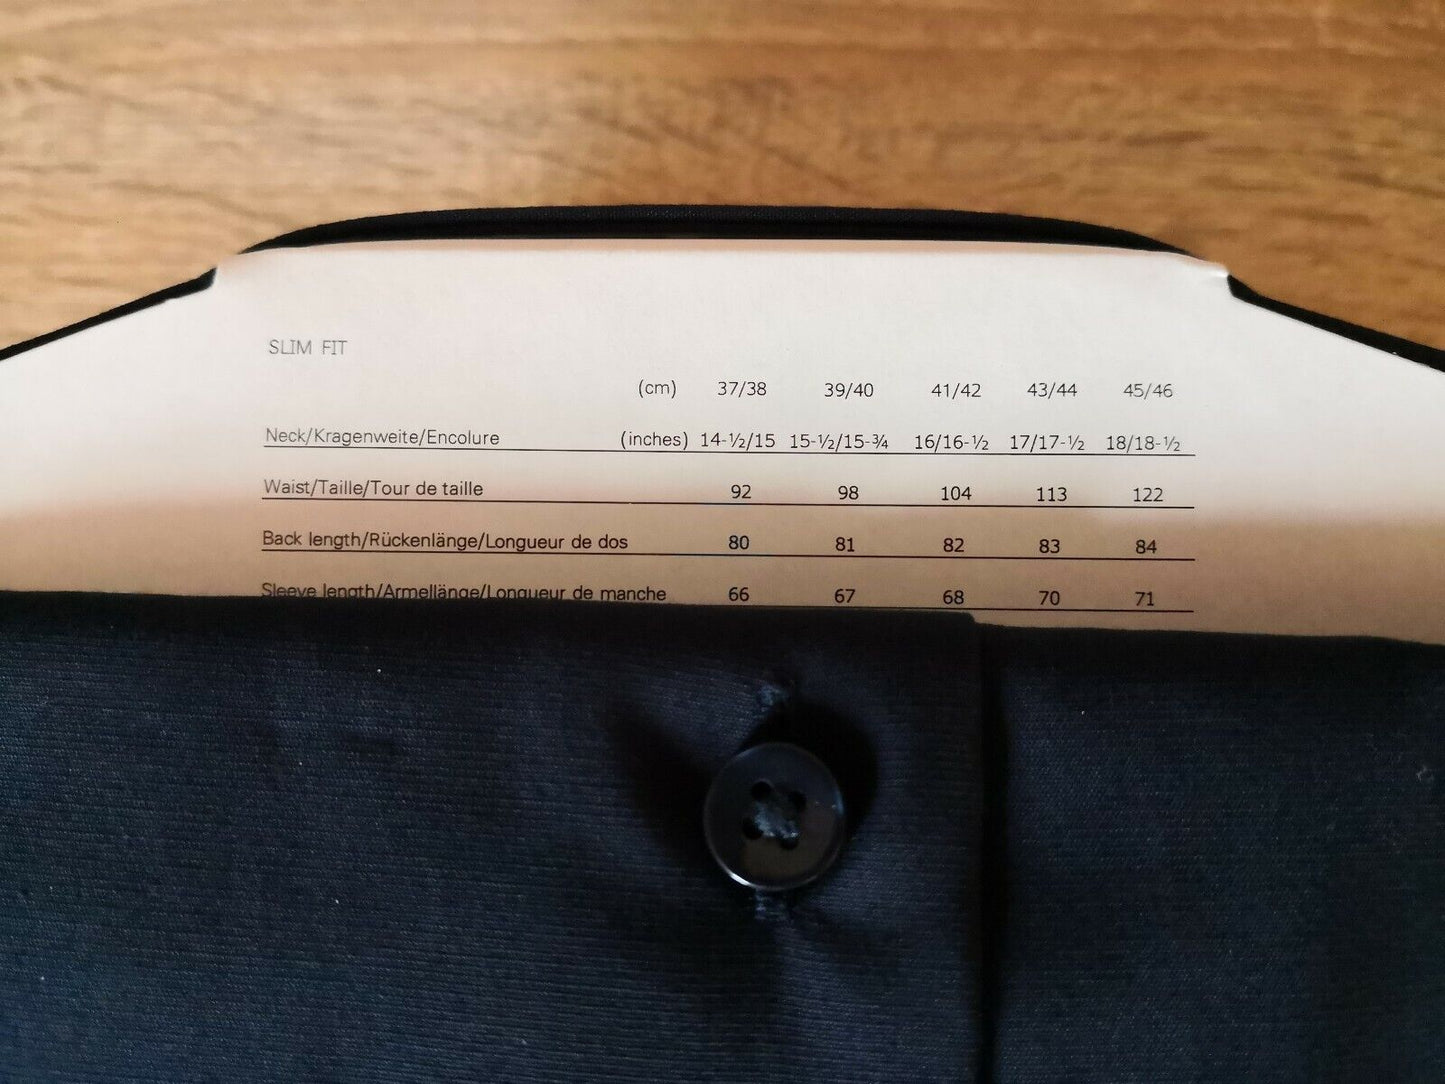 SLIM FIT
(cm) 37/38 39/40 41/42 43/44 45/46
Neck/Kragenweite/Encolure (inches) 14-½/15 15-½/15-¾ 16/16-½ 17/17-½ 18/18-½
Waist/Taille/Tour de taille 92 98 104 113 122
Back length/Rückenlänge/Longueur de dos 80 81 82 83 84
Sleeve length/Armellänge/Longueur de manche 66 67 68 70 71